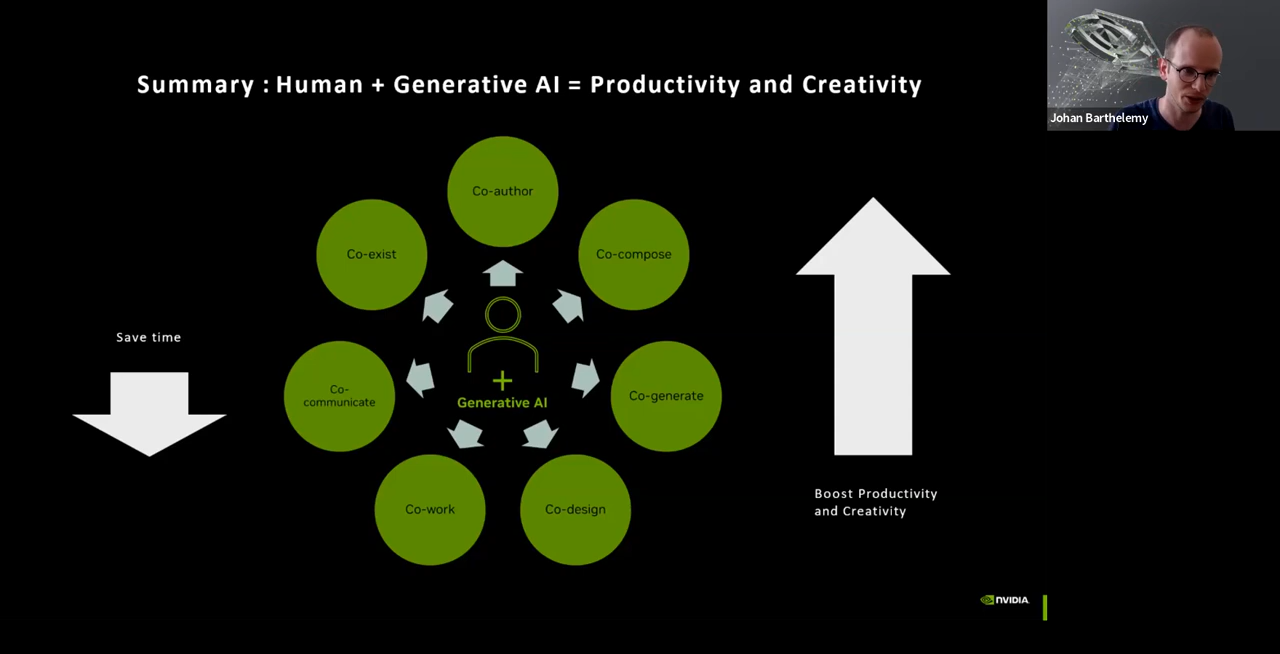 Summary : Human + Generative AI = Productivity and Creativity
Johan Barthelemy
Co-author
Co-exist
Co-compose
Save time
Co-
communicate
+
Generative AI
Co-generate
Co-work
Co-design
Boost Productivity
and Creativity
NVIDIA